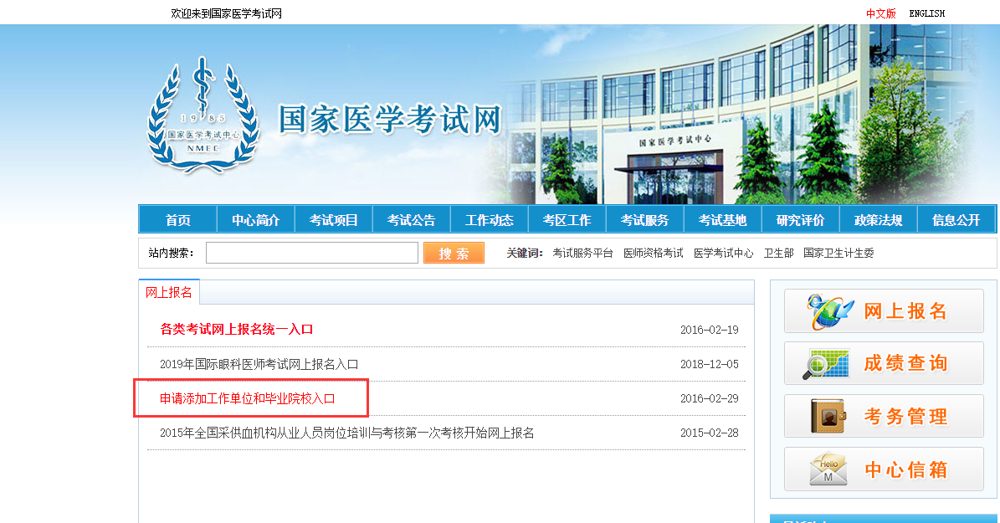 欢迎来到国家医学考试网
中文版 ENGLISH
1985
国家医学考试中心
NMEC
国家医学考试网
国家医学考试中心
首页 中心简介 考试项目 考试公告 工作动态 考区工作 考试服务 考试基地 研究评价 政策法规 信息公开
站内搜索： 搜 索 关键词： 考试服务平台 医师资格考试 医学考试中心 卫生部 国家卫生计生委
网上报名
各类考试网上报名统一入口 2016-02-19
2019年国际眼科医师考试网上报名入口 2018-12-05
申请添加工作单位和毕业院校入口 2016-02-29
2015年全国采供血机构从业人员岗位培训与考核第一次考核开始网上报名 2015-02-28
网上报名
成绩查询
考务管理
Hello
M
中心信箱